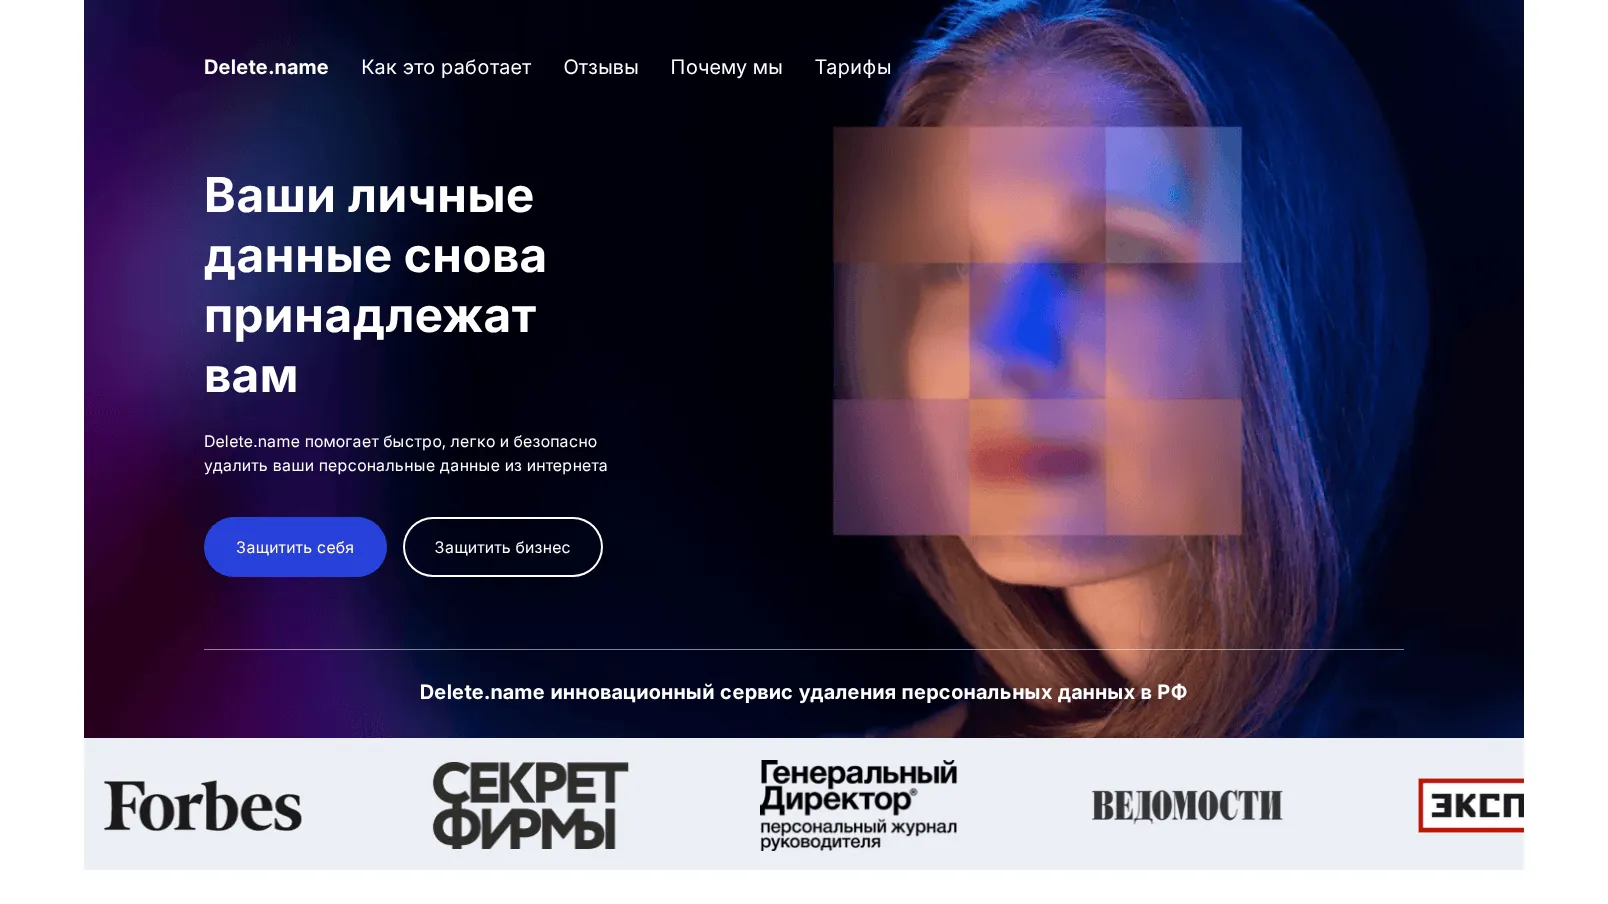 Delete.name Как это работает Отзывы Почему мы Тарифы
Ваши личные
данные снова
принадлежат
вам
Delete.name помогает быстро, легко и безопасно
удалить ваши персональные данные из интернета
Защитить себя Защитить бизнес
Delete.name инновационный сервис удаления персональных данных в РФ
Forbes
СЕКРЕТ
ФИРМЫ
Генеральный
Директор®
персональный журнал
руководителя
ВЕДОМОСТИ